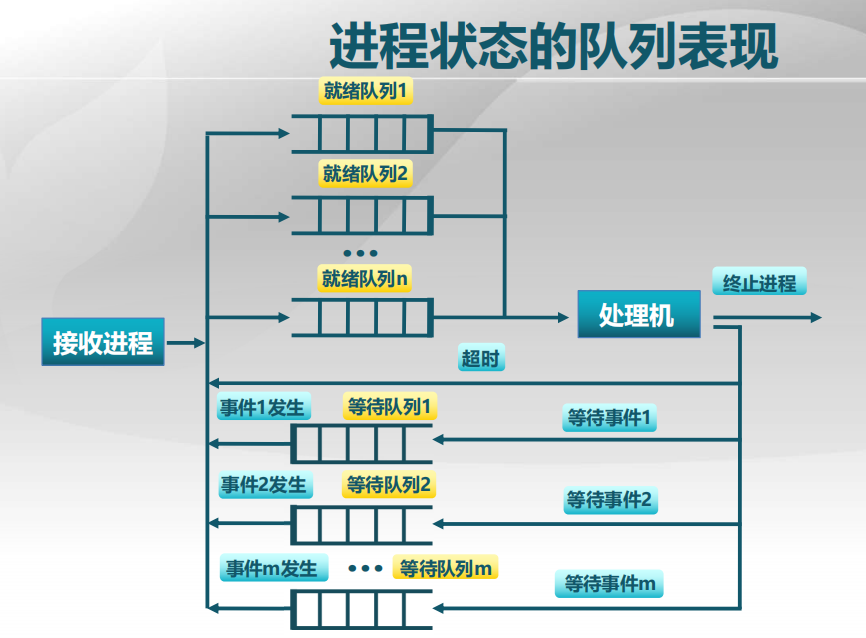 进程状态的队列表现
就绪队列1
就绪队列2
•••
就绪队列n
终止进程
处理机
接收进程
超时
事件1发生
等待队列1
等待事件1
事件2发生
等待队列2
等待事件2
事件m发生
•••
等待队列m
等待事件m